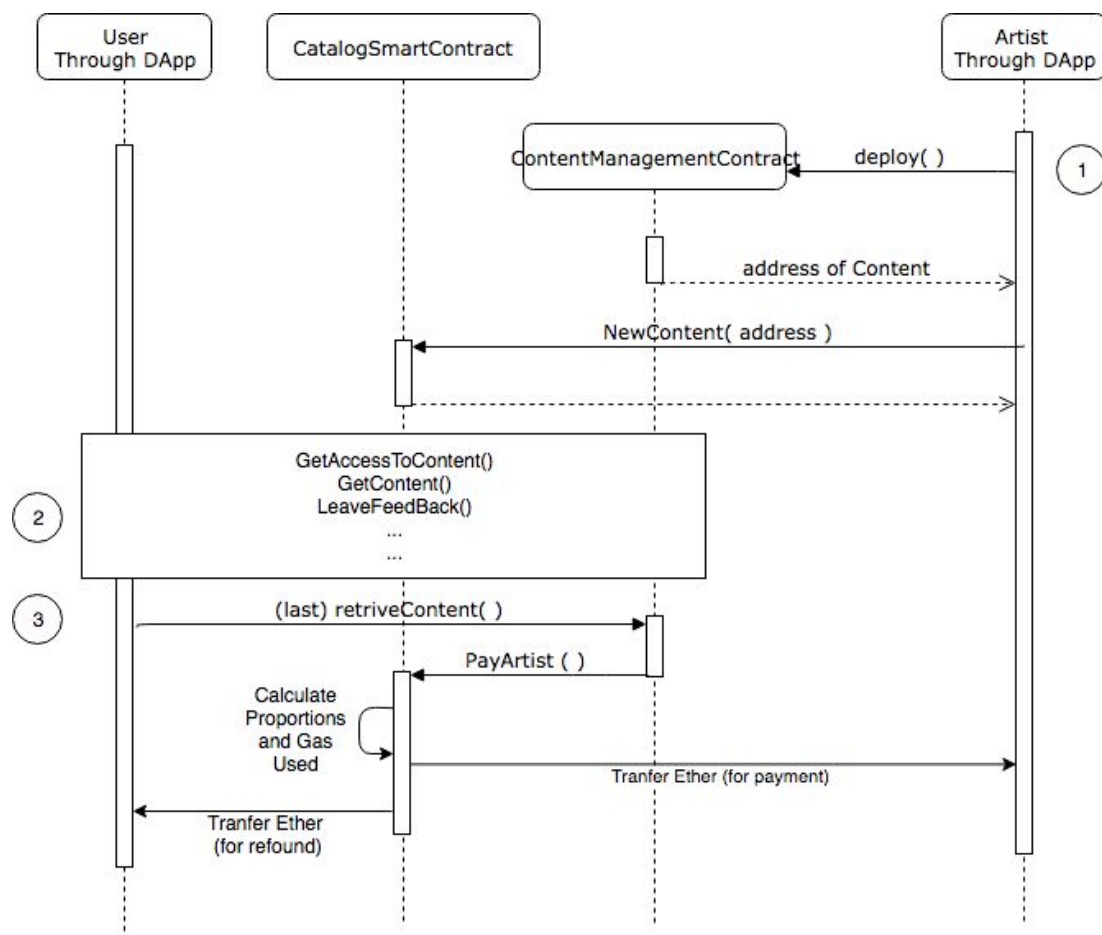 User
Through DApp
CatalogSmartContract
Artist
Through DApp
ContentManagementContract
deploy( )
1
address of Content
NewContent( address )
GetAccessToContent()
GetContent()
LeaveFeedBack()
...
...
2
3
(last) retriveContent( )
PayArtist ( )
Calculate
Proportions
and Gas
Used
Tranfer Ether (for payment)
Tranfer Ether
(for refound)